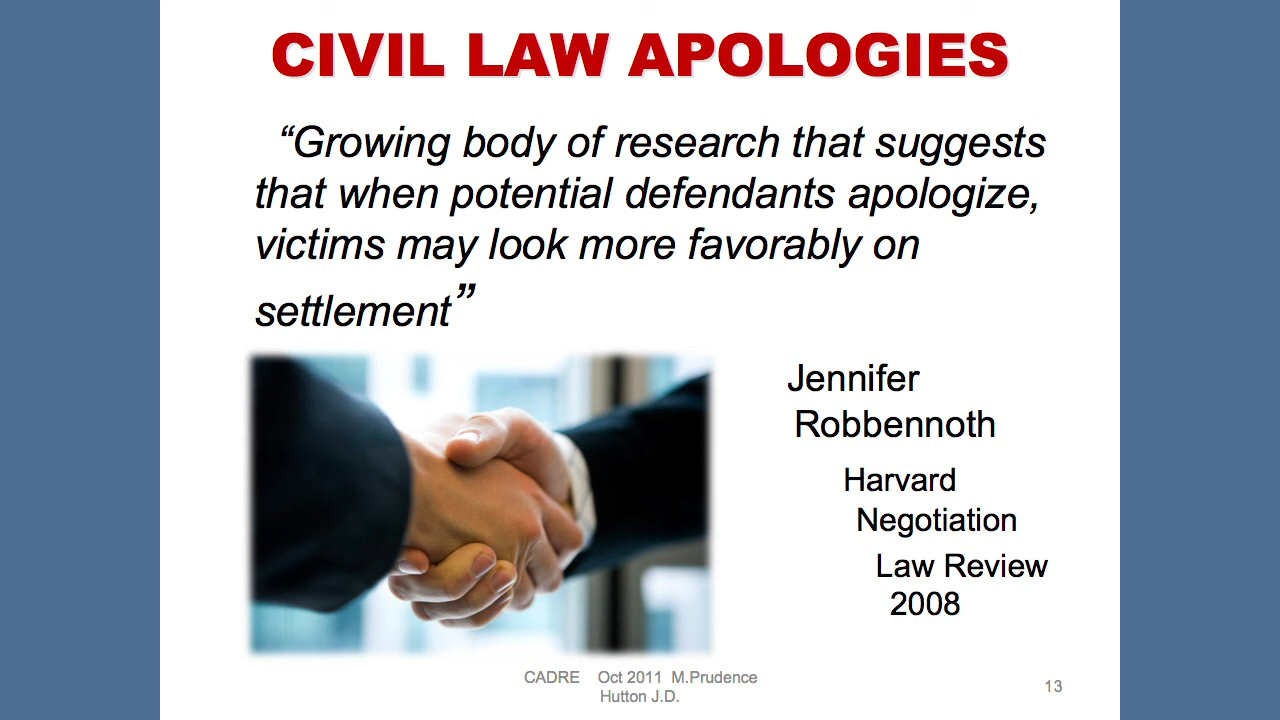 CIVIL LAW APOLOGIES
“Growing body of research that suggests
that when potential defendants apologize,
victims may look more favorably on
settlement”
Jennifer
Robbennoth
Harvard
Negotiation
Law Review
2008
CADRE Oct 2011 M.Prudence
Hutton J.D.
13